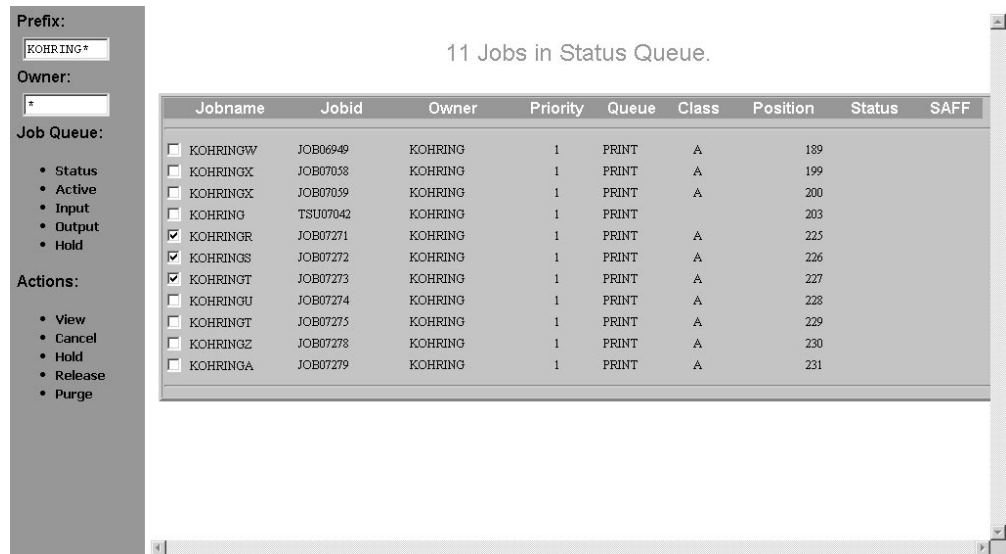 Prefix:
KOHRING*
Owner:
*
Job Queue:
• Status
• Active
• Input
• Output
• Hold
Actions:
• View
• Cancel
• Hold
• Release
• Purge
11 Jobs in Status Queue.
Jobname Jobid Owner Priority Queue Class Position Status SAFF
KOHRINGW JOB06949 KOHRING 1 PRINT A 189
KOHRINGX JOB07058 KOHRING 1 PRINT A 199
KOHRINGX JOB07059 KOHRING 1 PRINT A 200
KOHRING TSU07042 KOHRING 1 PRINT 203
KOHRINGR JOB07271 KOHRING 1 PRINT A 225
KOHRINGS JOB07272 KOHRING 1 PRINT A 226
KOHRINGT JOB07273 KOHRING 1 PRINT A 227
KOHRINGU JOB07274 KOHRING 1 PRINT A 228
KOHRINGT JOB07275 KOHRING 1 PRINT A 229
KOHRINGZ JOB07278 KOHRING 1 PRINT A 230
KOHRINGA JOB07279 KOHRING 1 PRINT A 231